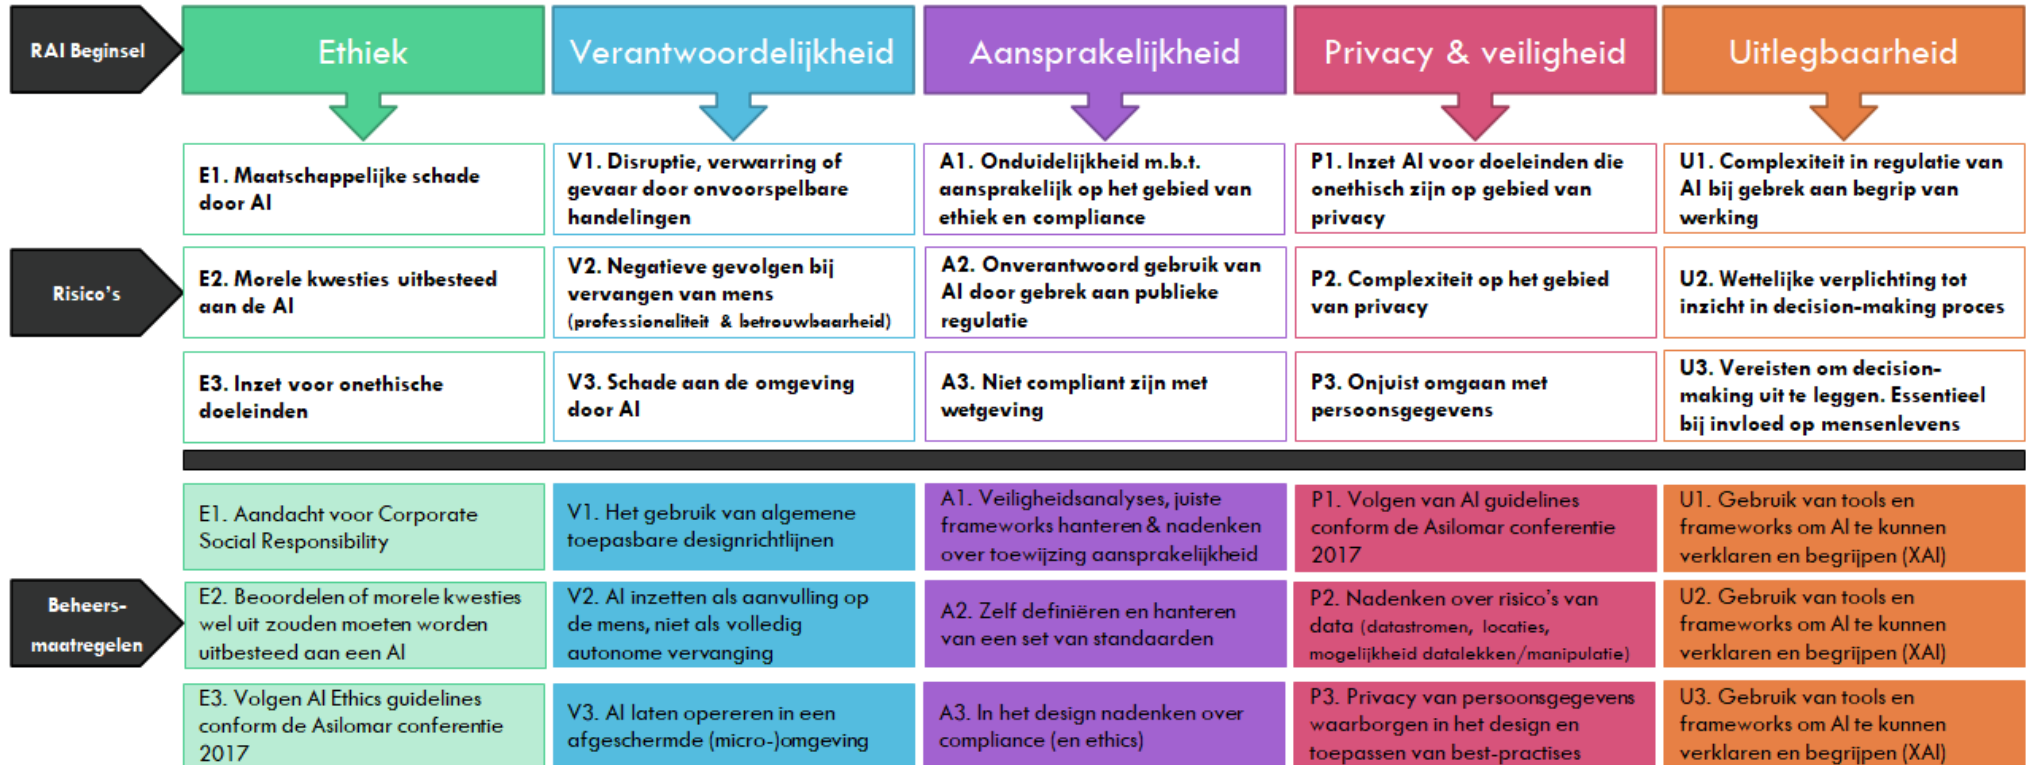 RAI Beginsel
Ethiek
Verantwoordelijkheid
Aansprakelijkheid
Privacy & veiligheid
Uitlegbaarheid
Risico's
E1. Maatschappelijke schade
door AI
V1. Disruptie, verwarring of
gevaar door onvoorspelbare
handelingen
A1. Onduidelijkheid m.b.t.
aansprakelijk op het gebied van
ethiek en compliance
P1. Inzet AI voor doeleinden die
onethisch zijn op gebied van
privacy
U1. Complexiteit in regulatie van
AI bij gebrek aan begrip van
werking
E2. Morele kwesties uitbesteed
aan de AI
V2. Negatieve gevolgen bij
vervangen van mens
(professionaliteit & betrouwbaarheid)
A2. Onverantwoord gebruik van
AI door gebrek aan publieke
regulatie
P2. Complexiteit op het gebied
van privacy
U2. Wettelijke verplichting tot
inzicht in decision-making proces
E3. Inzet voor onethische
doeleinden
V3. Schade aan de omgeving
door AI
A3. Niet compliant zijn met
wetgeving
P3. Onjuist omgaan met
persoonsgegevens
U3. Vereisten om decision-
making uit te leggen. Essentieel
bij invloed op mensenlevens
Beheers-
maatregelen
E1. Aandacht voor Corporate
Social Responsibility
V1. Het gebruik van algemene
toepasbare designrichtlijnen
A1. Veiligheidsanalyses, juiste
frameworks hanteren & nadenken
over toewijzing aansprakelijkheid
P1. Volgen van AI guidelines
conform de Asilomar conferentie
2017
U1. Gebruik van tools en
frameworks om AI te kunnen
verklaren en begrijpen (XAI)
E2. Beoordelen of morele kwesties
wel uit zouden moeten worden
uitbesteed aan een AI
V2. AI inzetten als aanvulling op
de mens, niet als volledig
autonome vervanging
A2. Zelf definiëren en hanteren
van een set van standaarden
P2. Nadenken over risico's van
data (datastromen, locaties,
mogelijkheid datalekken/manipulatie)
U2. Gebruik van tools en
frameworks om AI te kunnen
verklaren en begrijpen (XAI)
E3. Volgen AI Ethics guidelines
conform de Asilomar conferentie
2017
V3. AI laten opereren in een
afgeschermde (micro-)omgeving
A3. In het design nadenken over
compliance (en ethics)
P3. Privacy van persoonsgegevens
waarborgen in het design en
toepassen van best-practises
U3. Gebruik van tools en
frameworks om AI te kunnen
verklaren en begrijpen (XAI)